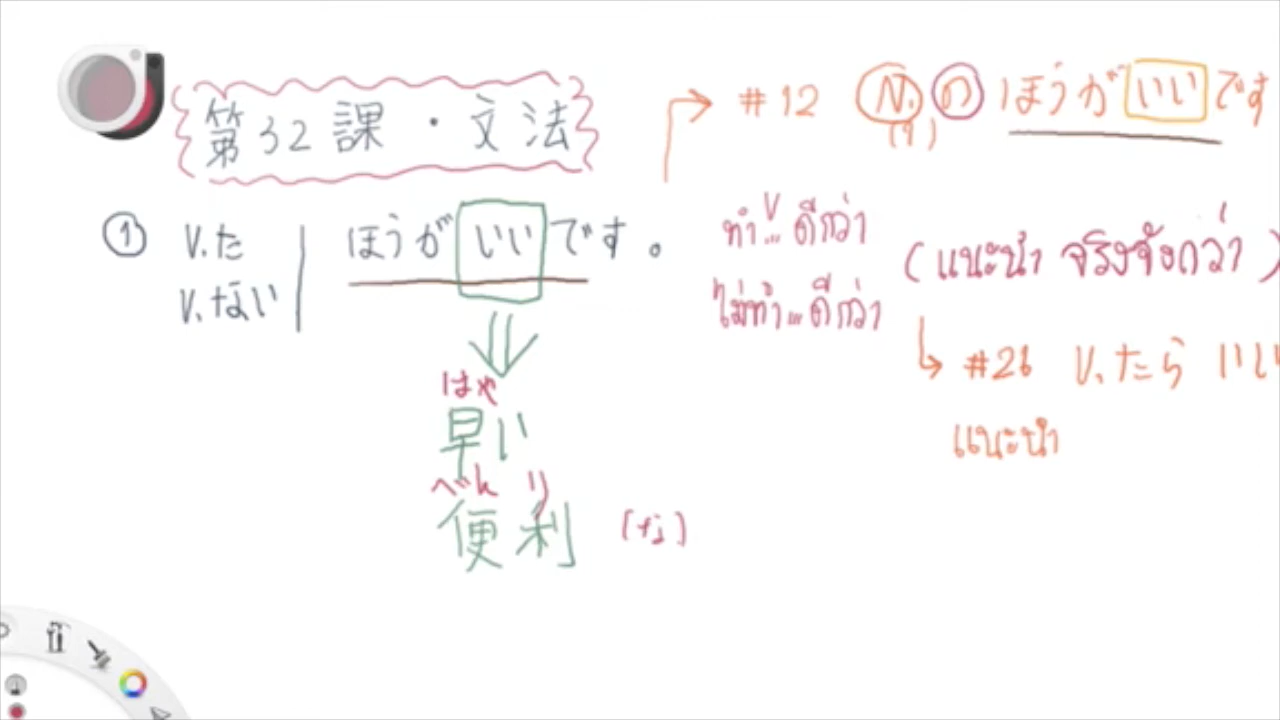 第32課・文法
#12 N.の ほうが いい です
(な)
① V.た ほうが いい です。 ทำ...ดีกว่า
V
V.ない ไม่ทำ...ดีกว่า
(แนะนำ จริงจังกว่า)
#26 V.たら いい
แนะนำ
はや
早い
べん り
便利 (な)